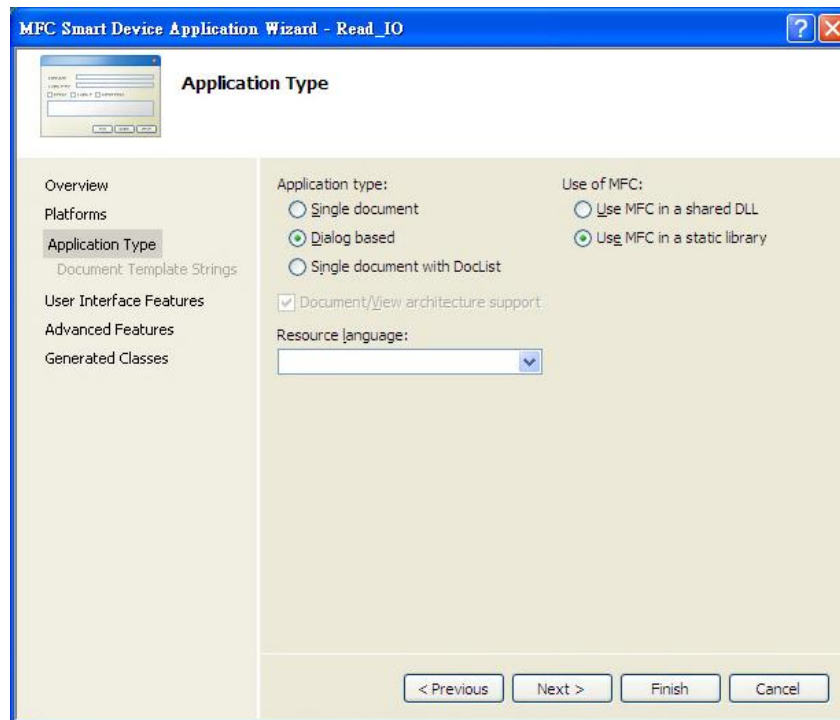 MFC Smart Device Application Wizard - Read_IO
Application Type
Overview
Platforms
Application Type
Document Template Strings
User Interface Features
Advanced Features
Generated Classes
Application type:
Single document
Dialog based
Single document with DocList
Document/View architecture support
Resource language:
Use of MFC:
Use MFC in a shared DLL
Use MFC in a static library
< Previous
Next >
Finish
Cancel